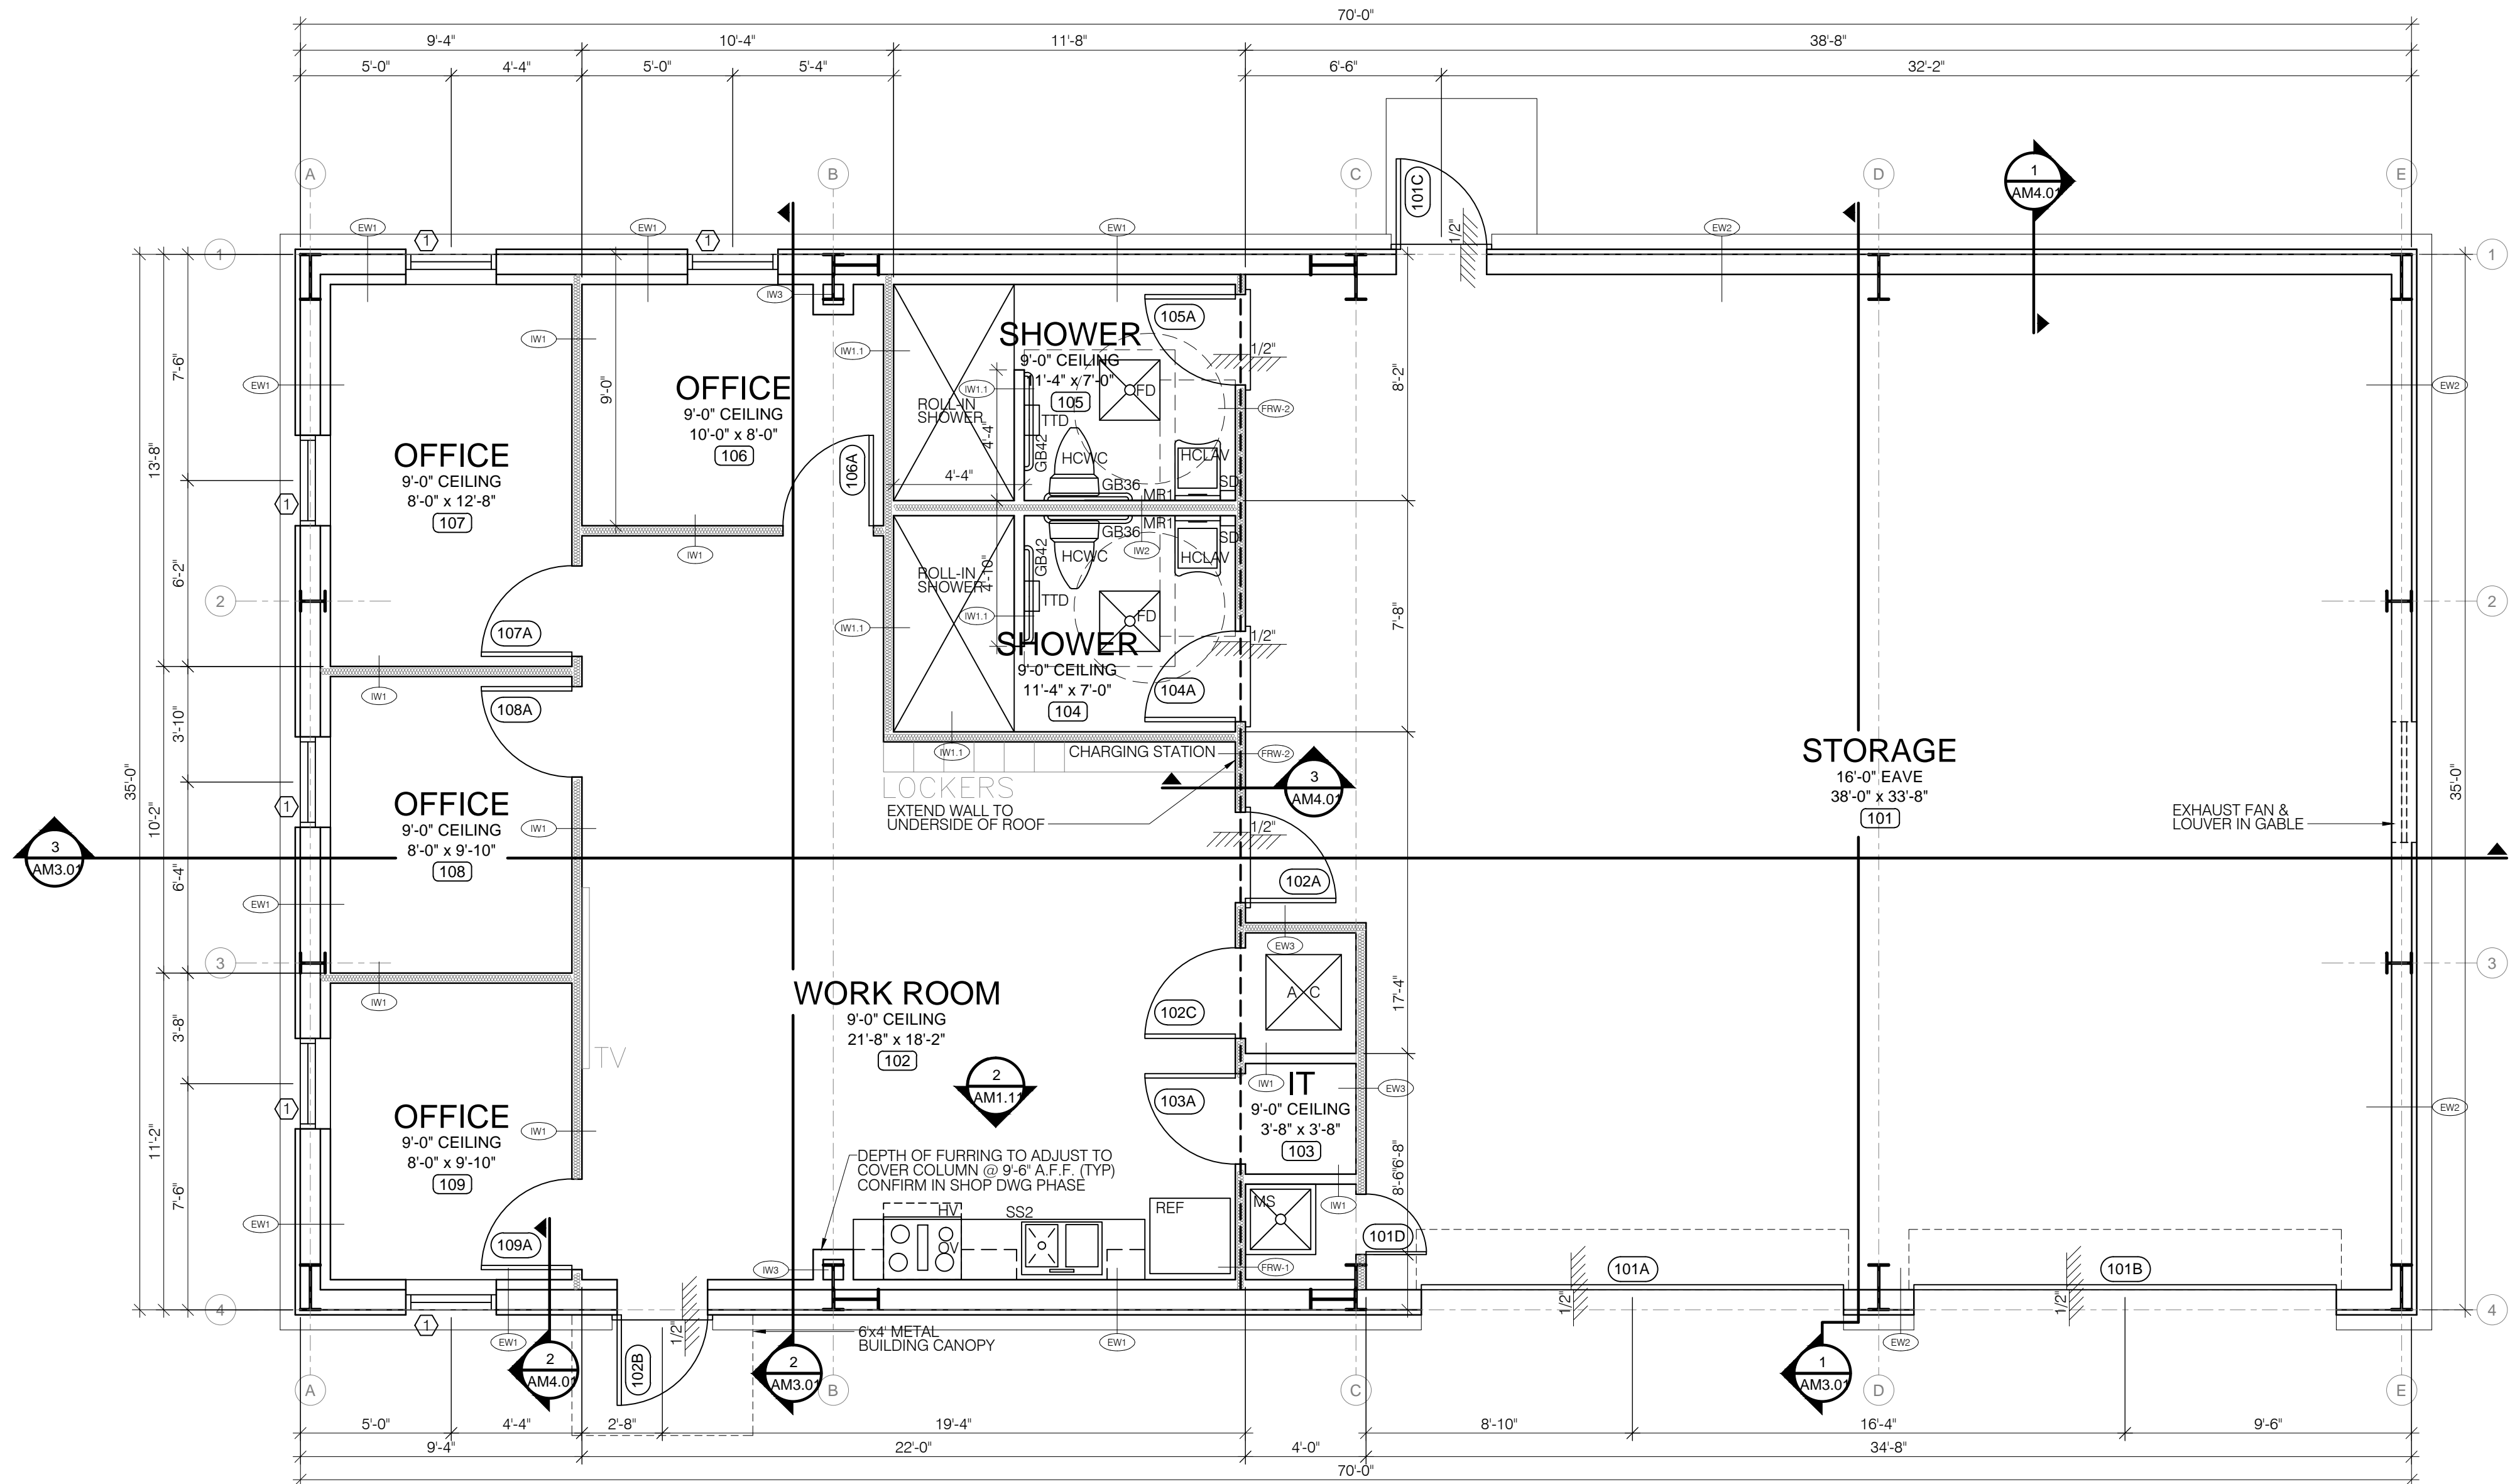 70'-0"
9'-4"
10'-4"
11'-8"
38'-8"
5'-0"
4'-4"
5'-0"
5'-4"
6'-6"
32'-2"
A
B
C
D
E
101C
1
AM4.01
EW1
1
EW1
1
EW1
EW2
1/2"
1
1
IW3
IW1
9'-0"
IW1.1
SHOWER
9'-0" CEILING
11'-4" x 7'-0"
105
105A
1/2"
FD
FRW-2
8'-2"
7'-6"
EW1
EW2
OFFICE
9'-0" CEILING
10'-0" x 8'-0"
106
106A
ROLL-IN
SHOWER
IW1.1
TTD
4'-4"
GB42
4'-4"
HCWC
HCLAV
GB36
MR1
SD
OFFICE
9'-0" CEILING
8'-0" x 12'-8"
107
13'-8"
1
IW1
GB36
MR1
SD
IW2
GB42
HCWC
HCLAV
ROLL-IN
SHOWER
4'-10"
TTD
IW1.1
FD
IW1.1
6'-2"
2
2
7'-8"
107A
1/2"
SHOWER
9'-0" CEILING
11'-4" x 7'-0"
104
104A
IW1
108A
3'-10"
IW1.1
CHARGING STATION
FRW-2
LOCKERS
EXTEND WALL TO
UNDERSIDE OF ROOF
3
AM4.01
1/2"
35'-0"
STORAGE
16'-0" EAVE
38'-0" x 33'-8"
101
EXHAUST FAN &
LOUVER IN GABLE
35'-0"
OFFICE
9'-0" CEILING
8'-0" x 9'-10"
108
1
IW1
10'-2"
3
AM3.01
6'-4"
EW1
102A
EW3
3
3
IW1
A C
17'-4"
WORK ROOM
9'-0" CEILING
21'-8" x 18'-2"
102
102C
3'-8"
TV
2
AM1.11
103A
IW1
IT
9'-0" CEILING
3'-8" x 3'-8"
103
EW3
EW2
OFFICE
9'-0" CEILING
8'-0" x 9'-10"
109
1
IW1
11'-2"
7'-6"
EW1
DEPTH OF FURRING TO ADJUST TO
COVER COLUMN @ 9'-6" A.F.F. (TYP)
CONFIRM IN SHOP DWG PHASE
8'-6"
6'-8"
HV
SS2
REF
MS
IW1
OV
109A
101D
IW3
FRW-1
101A
101B
4
4
1
EW1
1/2"
6'x4' METAL
BUILDING CANOPY
EW1
1/2"
1/2"
EW2
2
AM4.01
102B
2
AM3.01
1
AM3.01
A
B
C
D
E
5'-0"
4'-4"
2'-8"
19'-4"
8'-10"
16'-4"
9'-6"
9'-4"
22'-0"
4'-0"
34'-8"
70'-0"